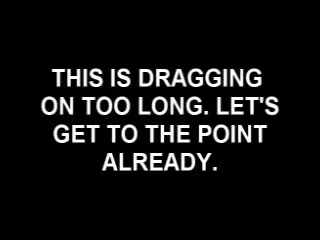 THIS IS DRAGGING
ON TOO LONG. LET'S
GET TO THE POINT
ALREADY.